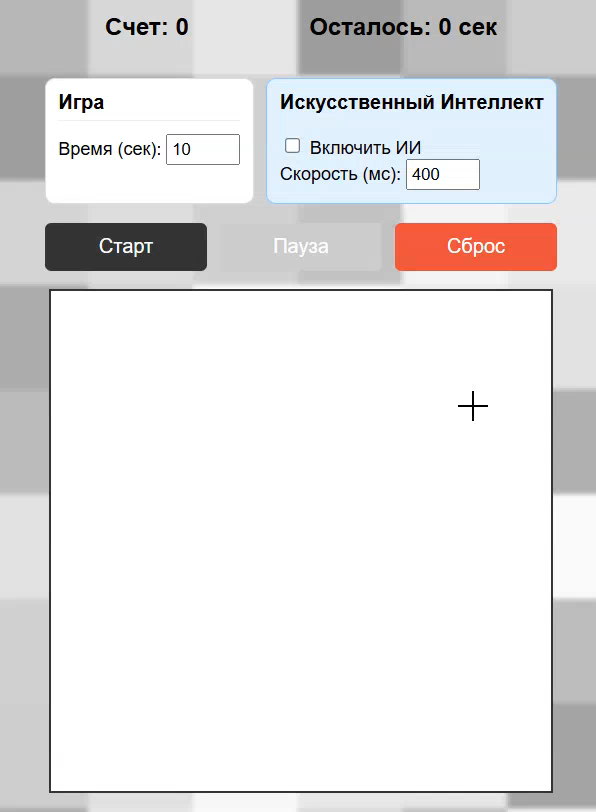 Счет: 0 Осталось: 0 сек
Игра
Время (сек): 10
Искусственный Интеллект
Включить ИИ
Скорость (мс): 400
Старт Пауза Сброс